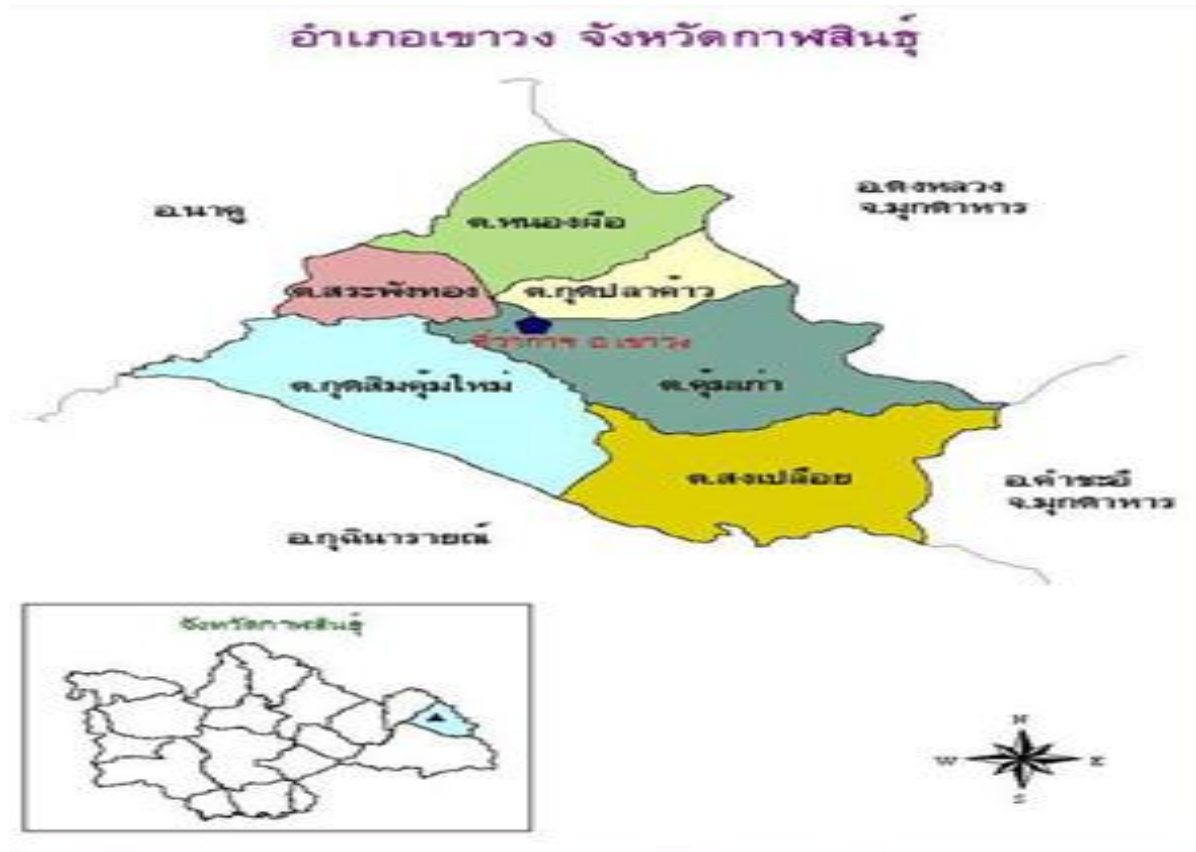 อำเภอเขาวง จังหวัดกาฬสินธุ์
อ.ดงหลวง
จ.มุกดาหาร
อ.นาคู
ต.หนองผือ
ต.สระพังทอง
ต.กุดปลาค้าว
ที่ว่าการ อ.เขาวง
ต.กุดสิมคุ้มใหม่
ต.คุ้มเก่า
ต.สงเปลือย
อ.คำชะอี
จ.มุกดาหาร
อ.กุฉินารายณ์
จังหวัดกาฬสินธุ์
N
W E
S